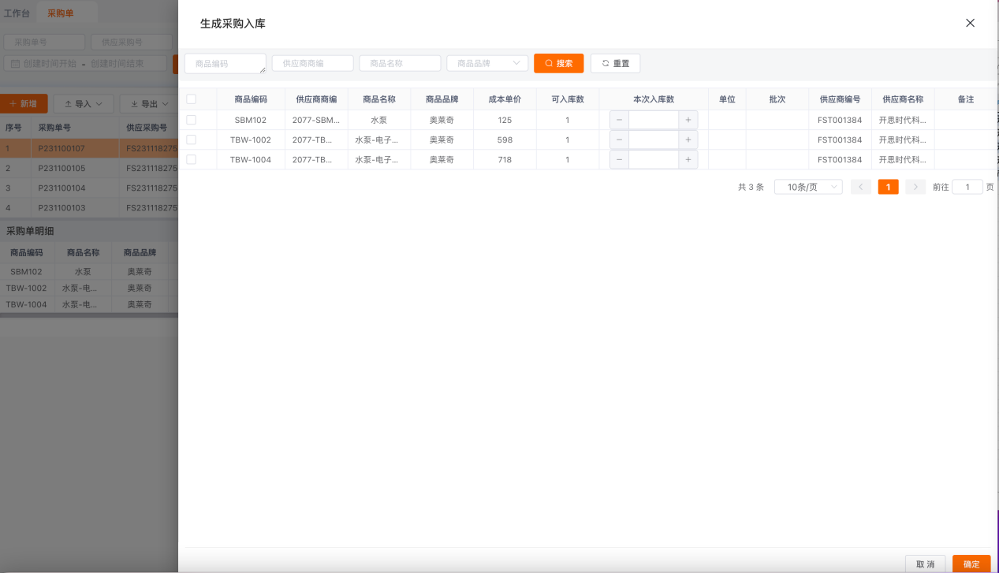 工作台 采购单
采购单号 供应采购号
创建时间开始 - 创建时间结束
新增 导入 导出
序号 采购单号 供应采购号
1 P231100107 FS231118275
2 P231100105 FS231118275
3 P231100104 FS231118275
4 P231100103 FS231118275
采购单明细
商品编码 商品名称 商品品牌
SBM102 水泵 奥莱奇
TBW-1002 水泵-电... 奥莱奇
TBW-1004 水泵-电... 奥莱奇
生成采购入库
商品编码 供应商商编 商品名称 商品品牌 搜索 重置
商品编码 供应商商编 商品名称 商品品牌 成本单价 可入库数 本次入库数 单位 批次 供应商编号 供应商名称 备注
SBM102 2077-SBM... 水泵 奥莱奇 125 1 − + FST001384 开思时代科...
TBW-1002 2077-TB... 水泵-电子... 奥莱奇 598 1 − + FST001384 开思时代科...
TBW-1004 2077-TB... 水泵-电子... 奥莱奇 718 1 − + FST001384 开思时代科...
共 3 条 10条/页 1 前往 1 页
取消 确定